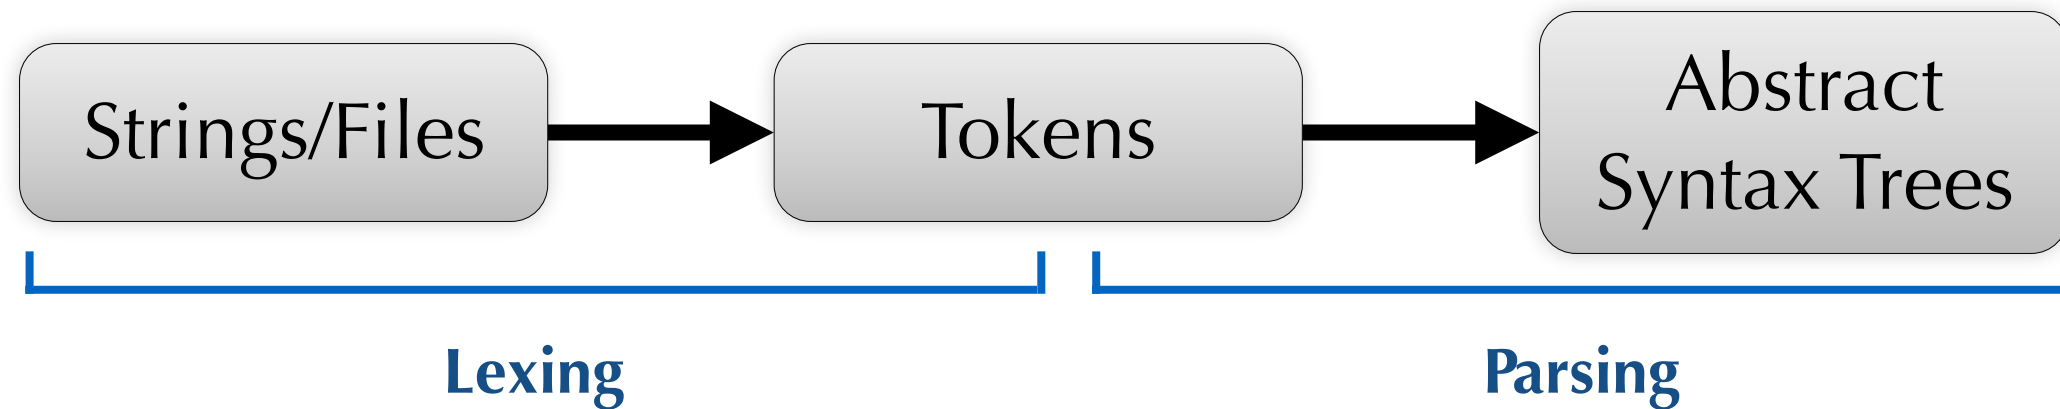 Strings/Files
Tokens
Abstract
Syntax Trees
Lexing
Parsing